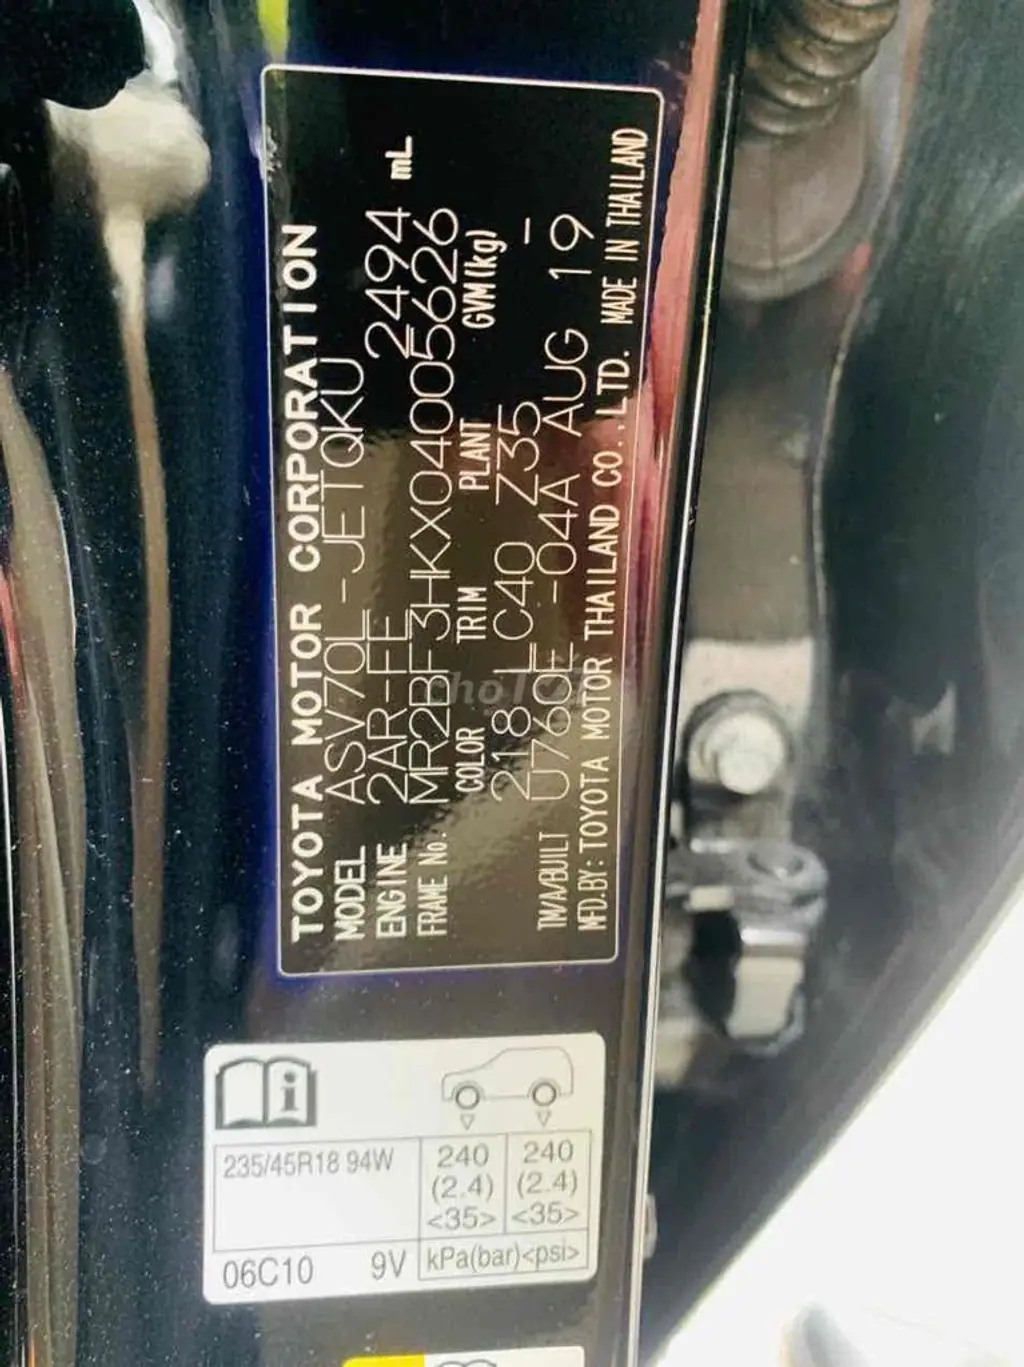 TOYOTA MOTOR CORPORATION
MODEL ASV70L-JETQKU
ENGINE 2AR-FE 2494 mL
FRAME No. MR2BF3HKX04005626
COLOR TRIM PLANT GVM(kg)
218 LC40 Z35 -
TM/A/BUILT U760E -04A AUG 19
MFD.BY: TOYOTA MOTOR THAILAND CO.,LTD. MADE IN THAILAND
235/45R18 94W 240 240
(2.4) (2.4)
<35> <35>
06C10 9V kPa(bar)<psi>